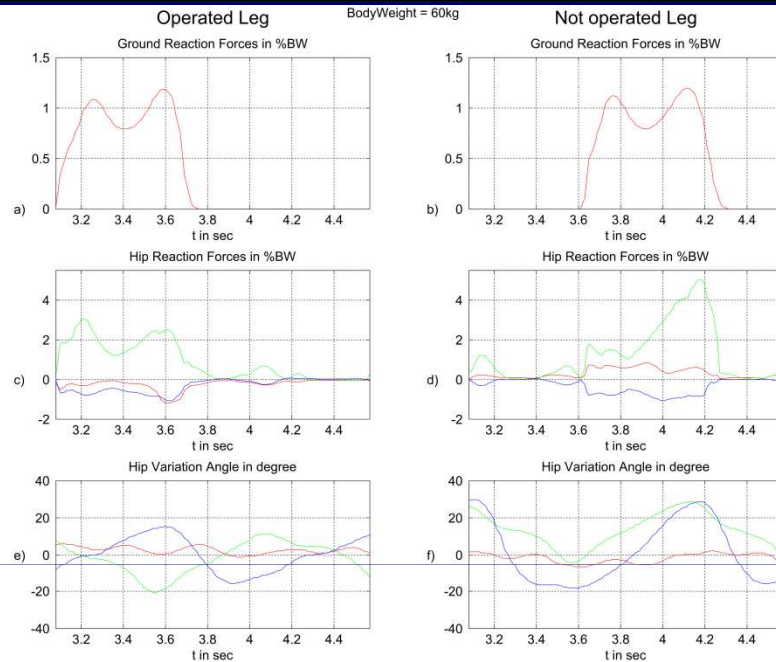 Operated Leg BodyWeight = 60kg Not operated Leg
Ground Reaction Forces in %BW Ground Reaction Forces in %BW
1.5 1.5
1 1
0.5 0.5
a) 0 b) 0
3.2 3.4 3.6 3.8 4 4.2 4.4 3.2 3.4 3.6 3.8 4 4.2 4.4
t in sec t in sec
Hip Reaction Forces in %BW Hip Reaction Forces in %BW
4 4
2 2
c) 0 d) 0
-2 -2
3.2 3.4 3.6 3.8 4 4.2 4.4 3.2 3.4 3.6 3.8 4 4.2 4.4
t in sec t in sec
Hip Variation Angle in degree Hip Variation Angle in degree
40 40
20 20
e) 0 f) 0
-20 -20
-40 -40
3.2 3.4 3.6 3.8 4 4.2 4.4 3.2 3.4 3.6 3.8 4 4.2 4.4
t in sec t in sec